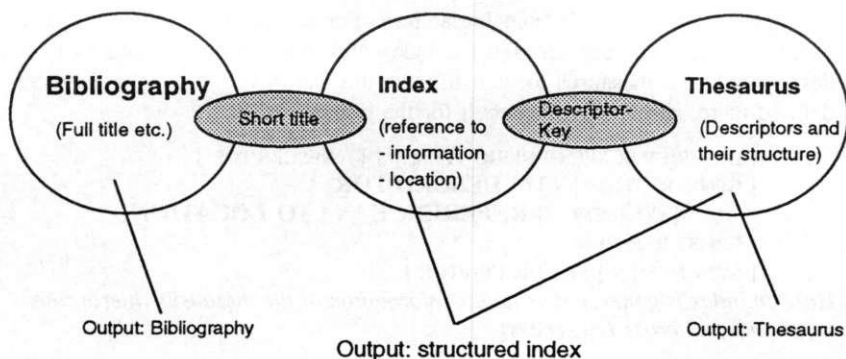 Bibliography
(Full title etc.)
Short title
Index
(reference to
- information
- location)
Descriptor-
Key
Thesaurus
(Descriptors and
their structure)
Output: Bibliography
Output: structured index
Output: Thesaurus